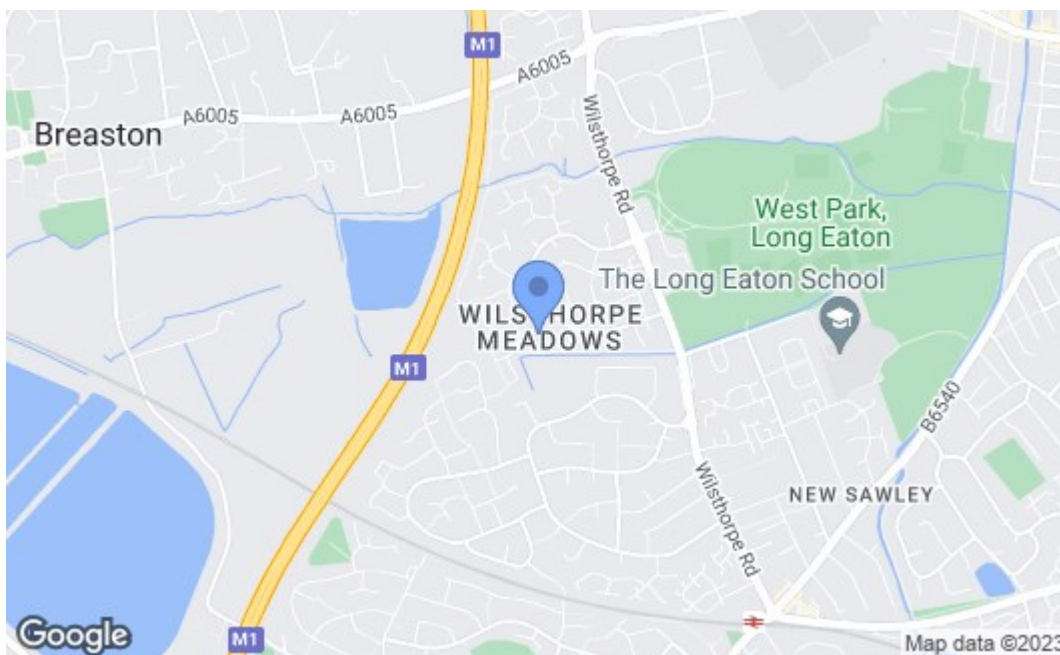 M1
A6005
A6005
A6005
Breaston
Wilsthorpe Rd
West Park,
Long Eaton
The Long Eaton School
WILSTHORPE
MEADOWS
M1
B6540
NEW SAWLEY
Wilsthorpe Rd
M1
Google
Map data ©2023